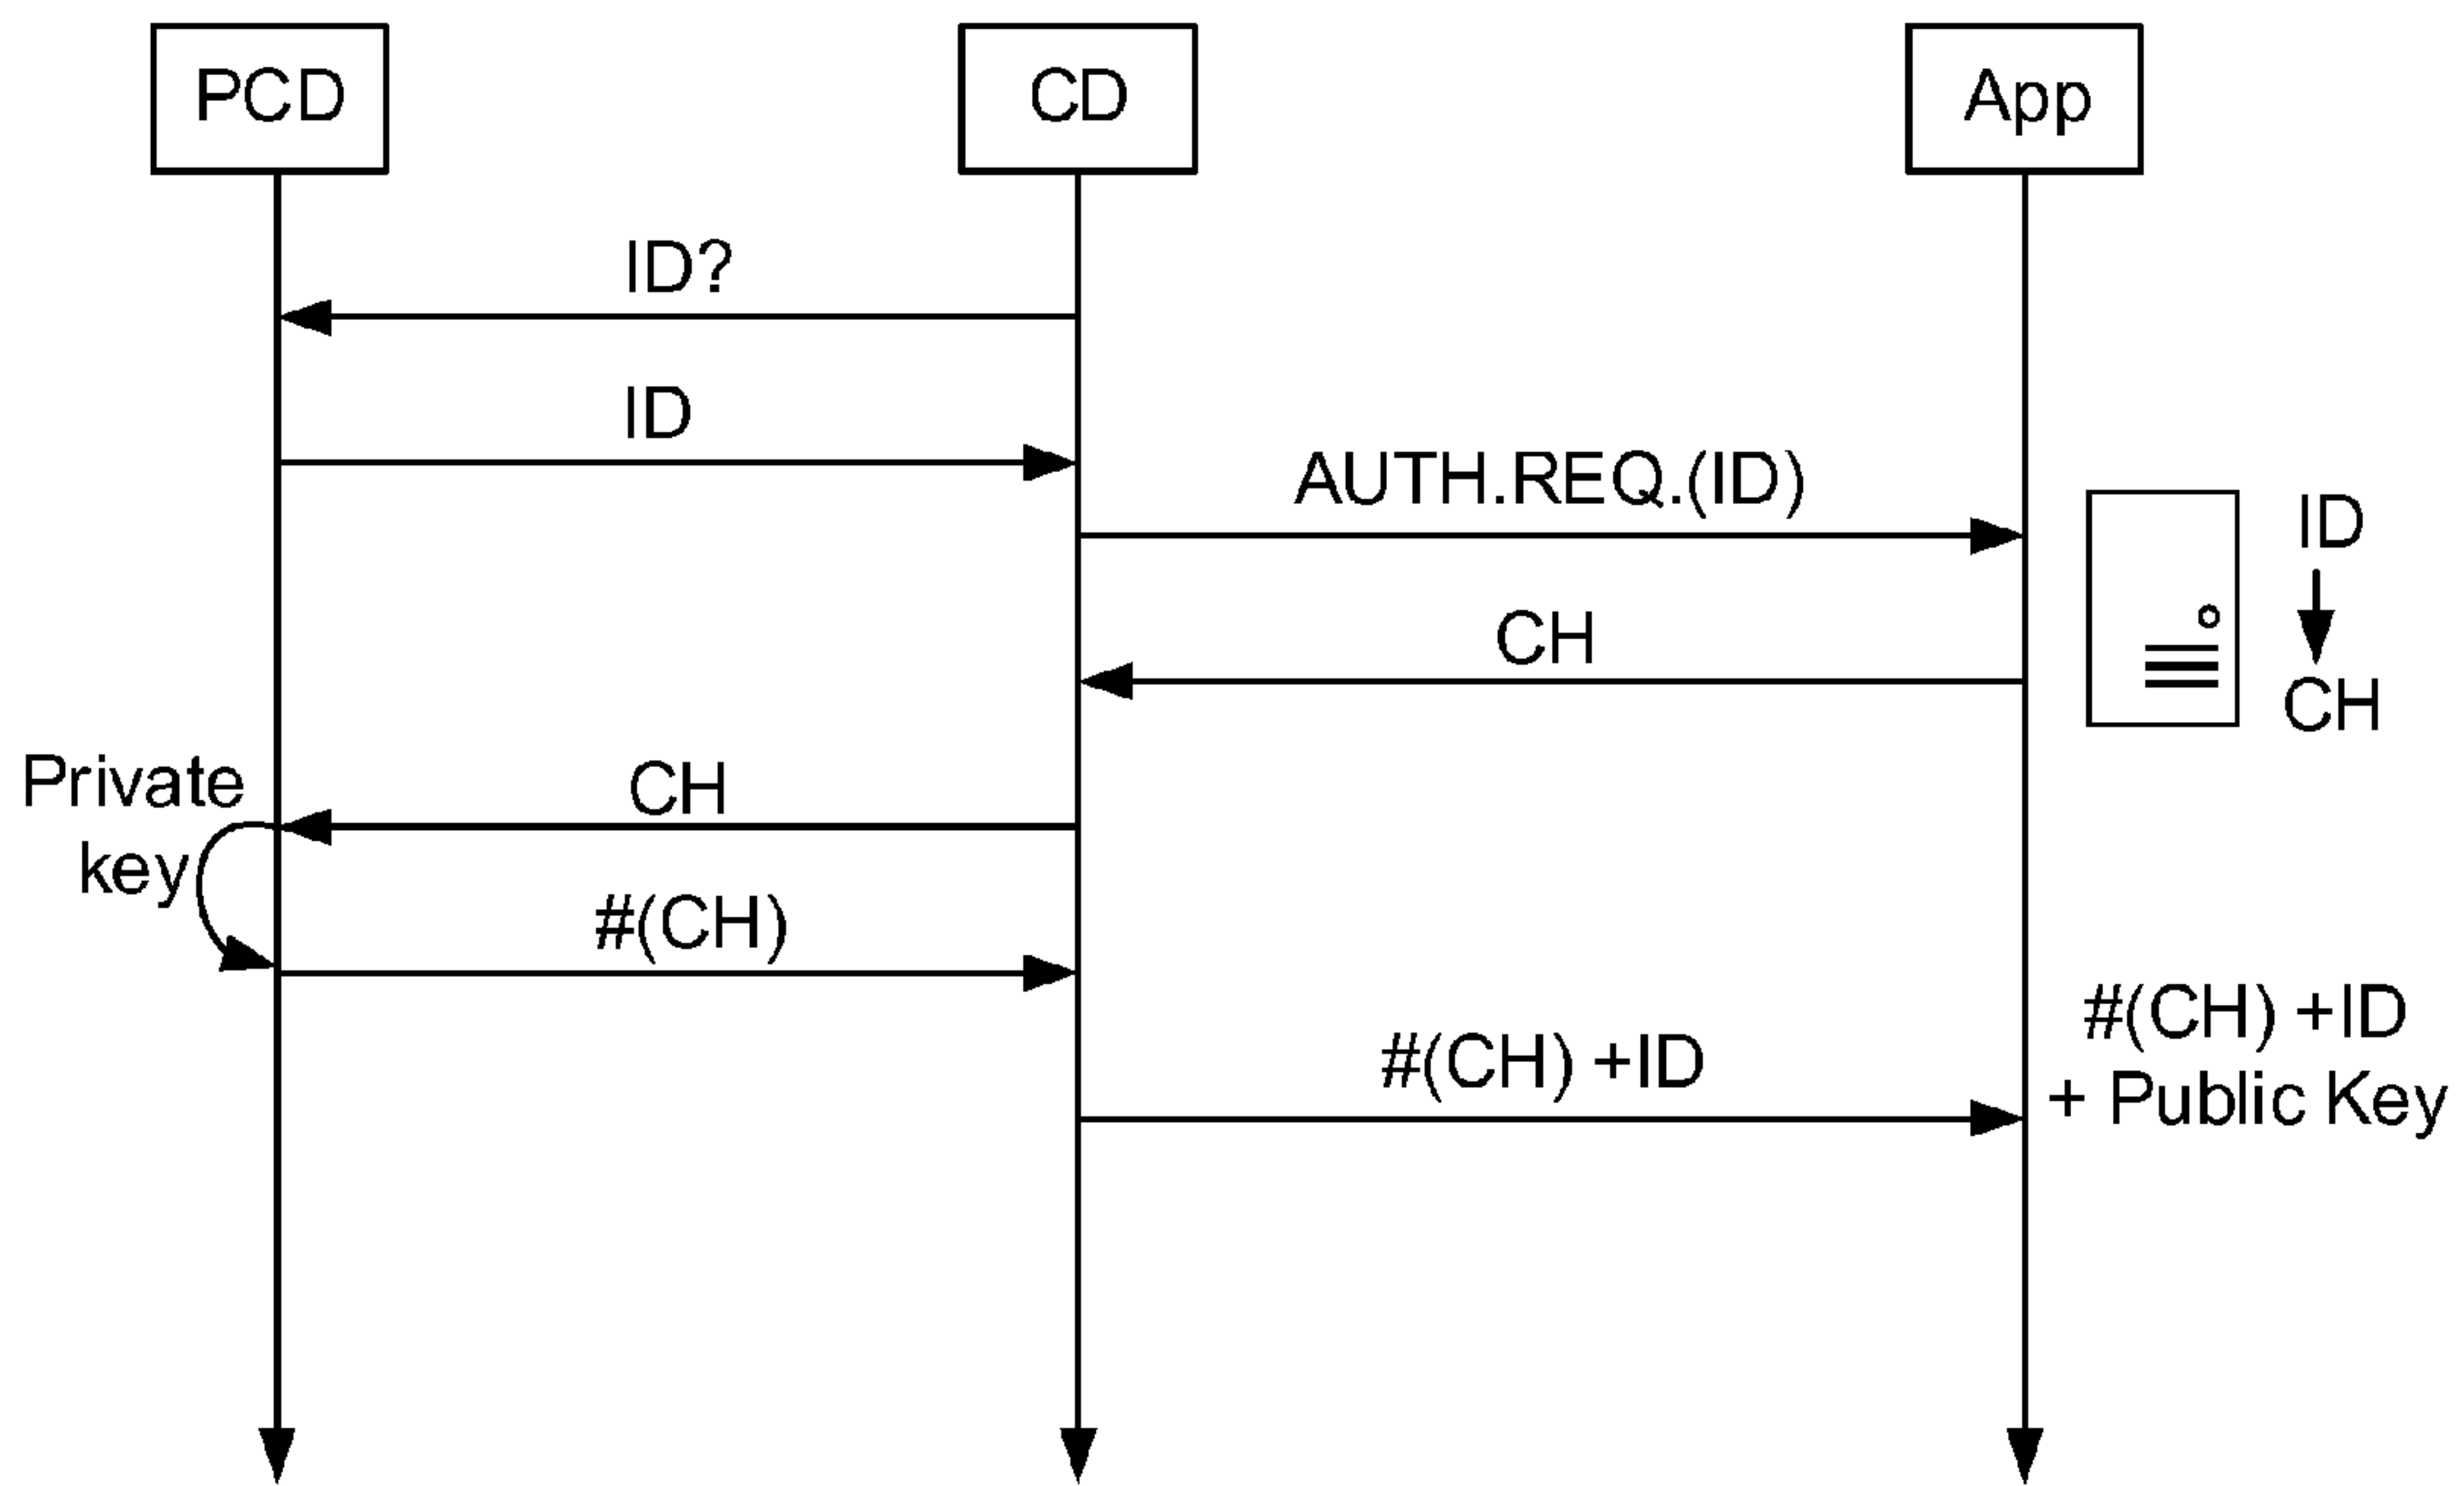 PCD
CD
App
ID?
ID
AUTH.REQ.(ID)
ID
CH
CH
Private
key
CH
#(CH)
#(CH) +ID
#(CH) +ID
+ Public Key